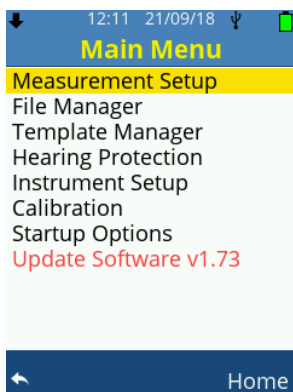 12:11 21/09/18
Main Menu
Measurement Setup
File Manager
Template Manager
Hearing Protection
Instrument Setup
Calibration
Startup Options
Update Software v1.73
Home